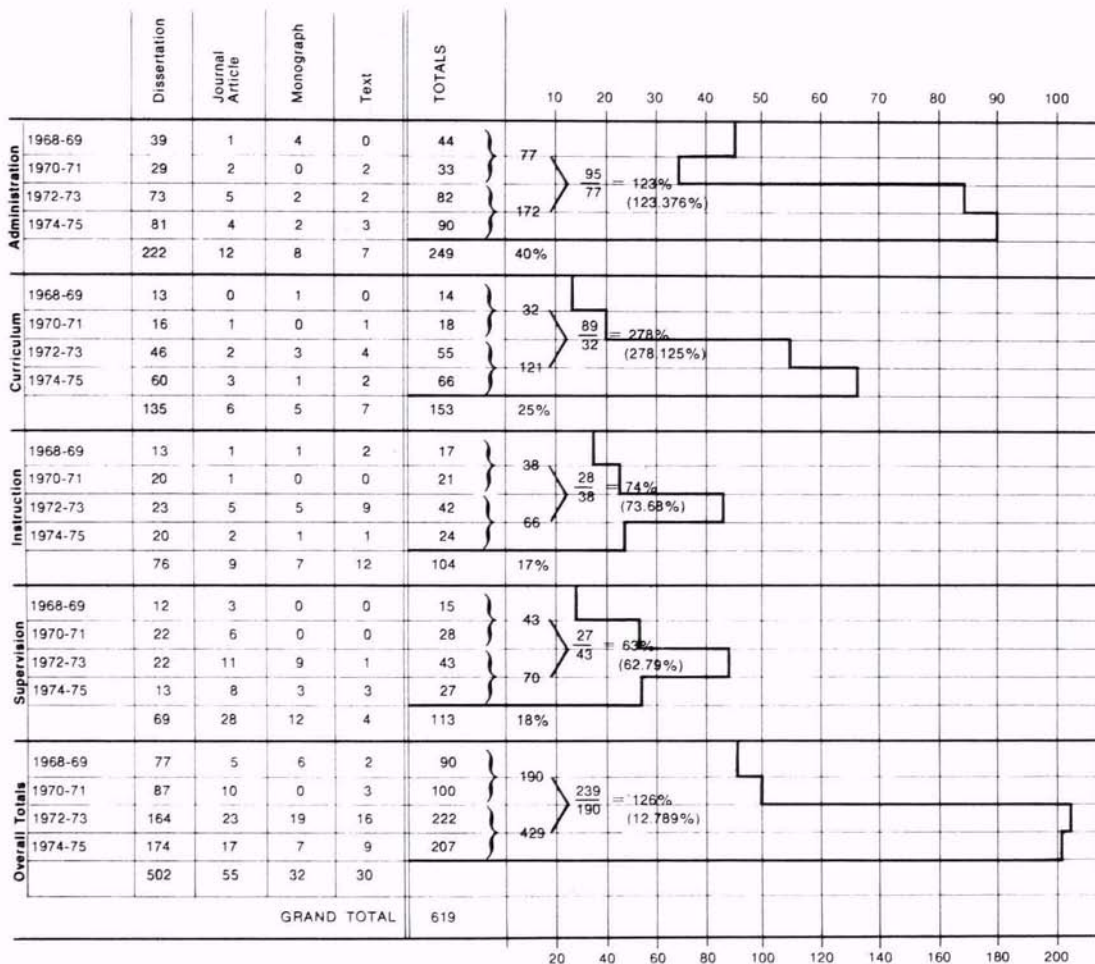 Dissertation Journal Article Monograph Text TOTALS
10 20 30 40 50 60 70 80 90 100
Administration
1968-69 39 1 4 0 44
77
1970-71 29 2 0 2 33
95/77 = 123%
(123.376%)
1972-73 73 5 2 2 82
172
1974-75 81 4 2 3 90
222 12 8 7 249 40%
Curriculum
1968-69 13 0 1 0 14
32
1970-71 16 1 0 1 18
89/32 = 278%
(278.125%)
1972-73 46 2 3 4 55
121
1974-75 60 3 1 2 66
135 6 5 7 153 25%
Instruction
1968-69 13 1 1 2 17
38
1970-71 20 1 0 0 21
28/38 = 74%
(73.68%)
1972-73 23 5 5 9 42
66
1974-75 20 2 1 1 24
76 9 7 12 104 17%
Supervision
1968-69 12 3 0 0 15
43
1970-71 22 6 0 0 28
27/43 = 63%
(62.79%)
1972-73 22 11 9 1 43
70
1974-75 13 8 3 3 27
69 28 12 4 113 18%
Overall Totals
1968-69 77 5 6 2 90
190
1970-71 87 10 0 3 100
239/190 = 126%
(12.789%)
1972-73 164 23 19 16 222
429
1974-75 174 17 7 9 207
502 55 32 30
GRAND TOTAL 619
20 40 60 30 80 100 120 140 160 180 200